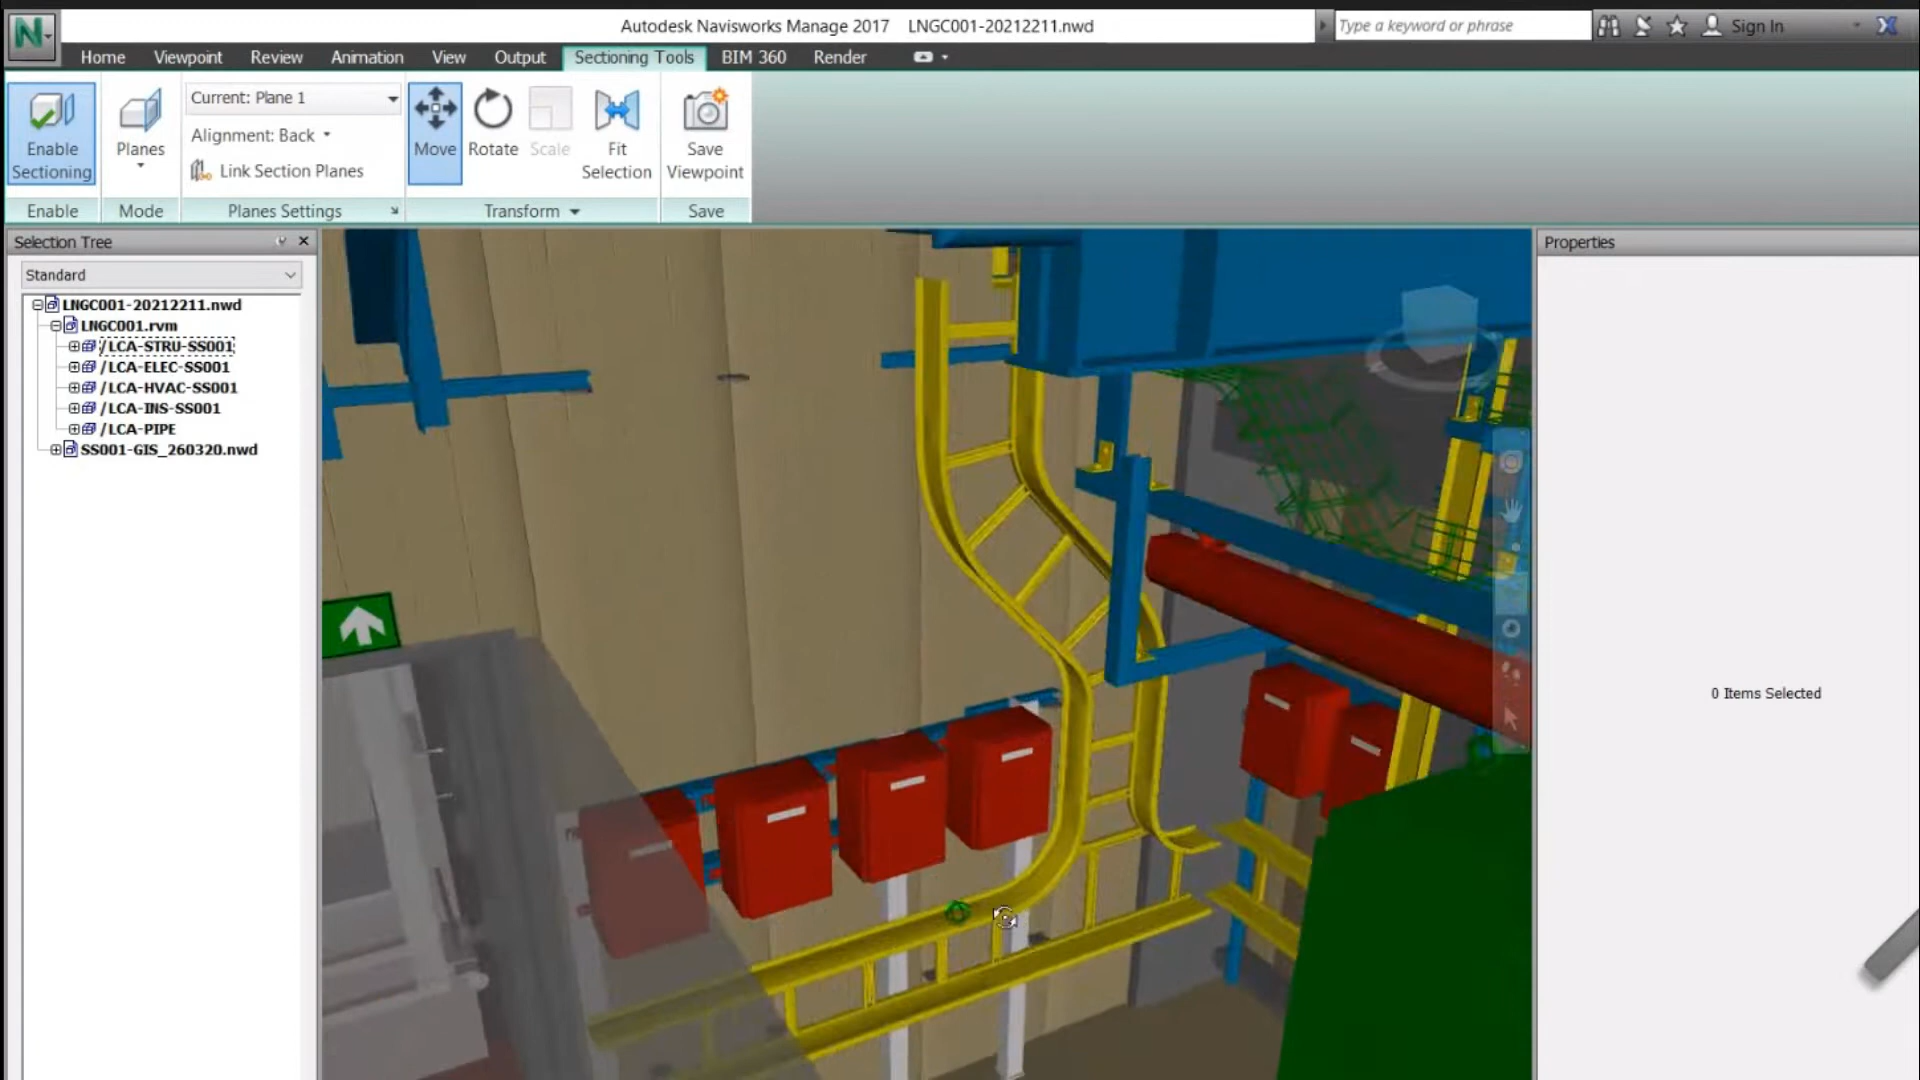 Autodesk Navisworks Manage 2017 LNGC001-20212211.nwd
Type a keyword or phrase
Sign In
Home Viewpoint Review Animation View Output Sectioning Tools BIM 360 Render
Enable Sectioning
Planes
Current: Plane 1
Alignment: Back
Link Section Planes
Move
Rotate
Scale
Fit Selection
Save Viewpoint
Enable
Mode
Planes Settings
Transform
Save
Selection Tree
Standard
LNGC001-20212211.nwd
LNGC001.rvm
/LCA-STRU-SS001
/LCA-ELEC-SS001
/LCA-HVAC-SS001
/LCA-INS-SS001
/LCA-PIPE
SS001-GIS_260320.nwd
Properties
0 Items Selected